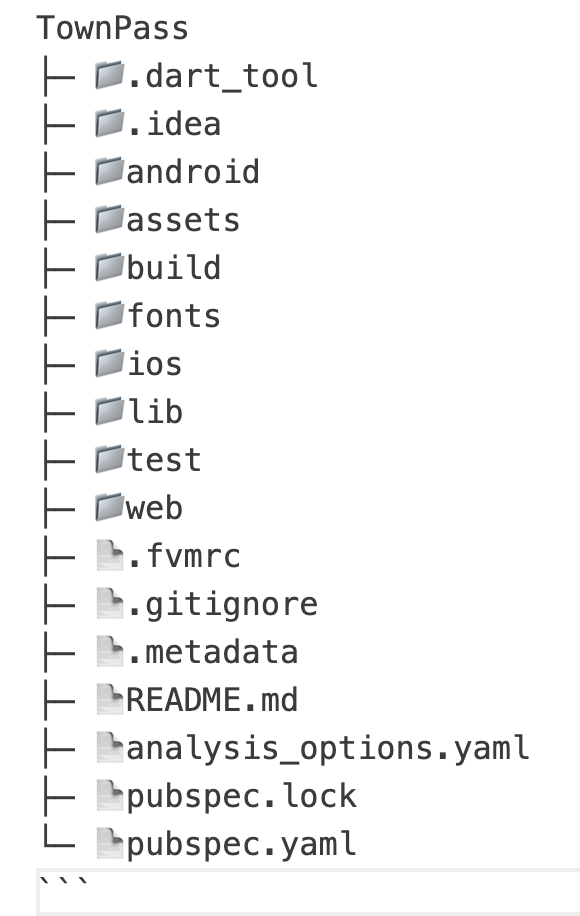 TownPass
├─ 📁.dart_tool
├─ 📁.idea
├─ 📁android
├─ 📁assets
├─ 📁build
├─ 📁fonts
├─ 📁ios
├─ 📁lib
├─ 📁test
├─ 📁web
├─ 📄.fvmrc
├─ 📄.gitignore
├─ 📄.metadata
├─ 📄README.md
├─ 📄analysis_options.yaml
├─ 📄pubspec.lock
└─ 📄pubspec.yaml
```